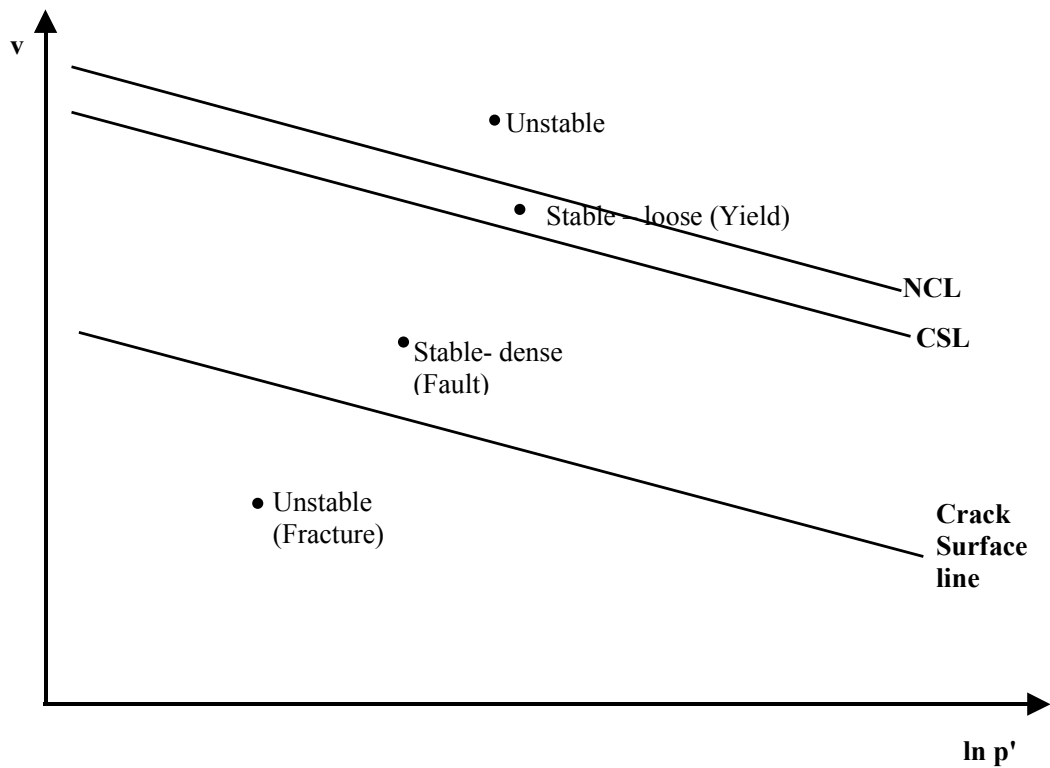 v
Unstable
Stable – loose (Yield)
NCL
CSL
Stable- dense
(Fault)
Unstable
(Fracture)
Crack
Surface
line
ln p'